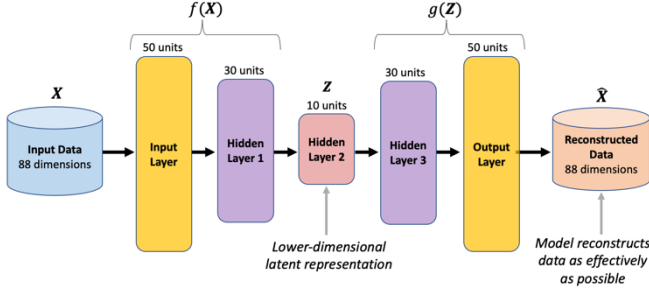 f(X)
g(Z)
50 units
50 units
30 units
Z
30 units
X
10 units
X̂
Input Data
88 dimensions
Input
Layer
Hidden
Layer 1
Hidden
Layer 2
Hidden
Layer 3
Output
Layer
Reconstructed
Data
88 dimensions
Lower-dimensional
latent representation
Model reconstructs
data as effectively
as possible